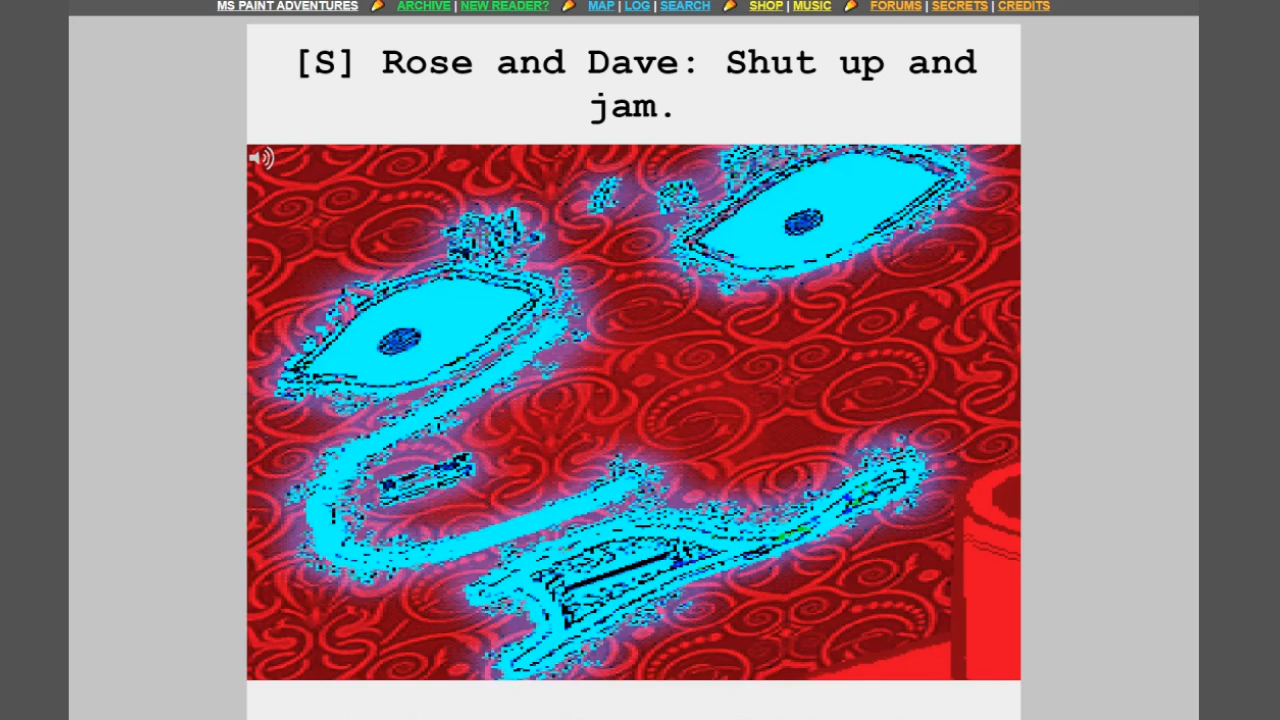 MS PAINT ADVENTURES ARCHIVE | NEW READER? MAP | LOG | SEARCH SHOP | MUSIC FORUMS | SECRETS | CREDITS
[S] Rose and Dave: Shut up and
jam.